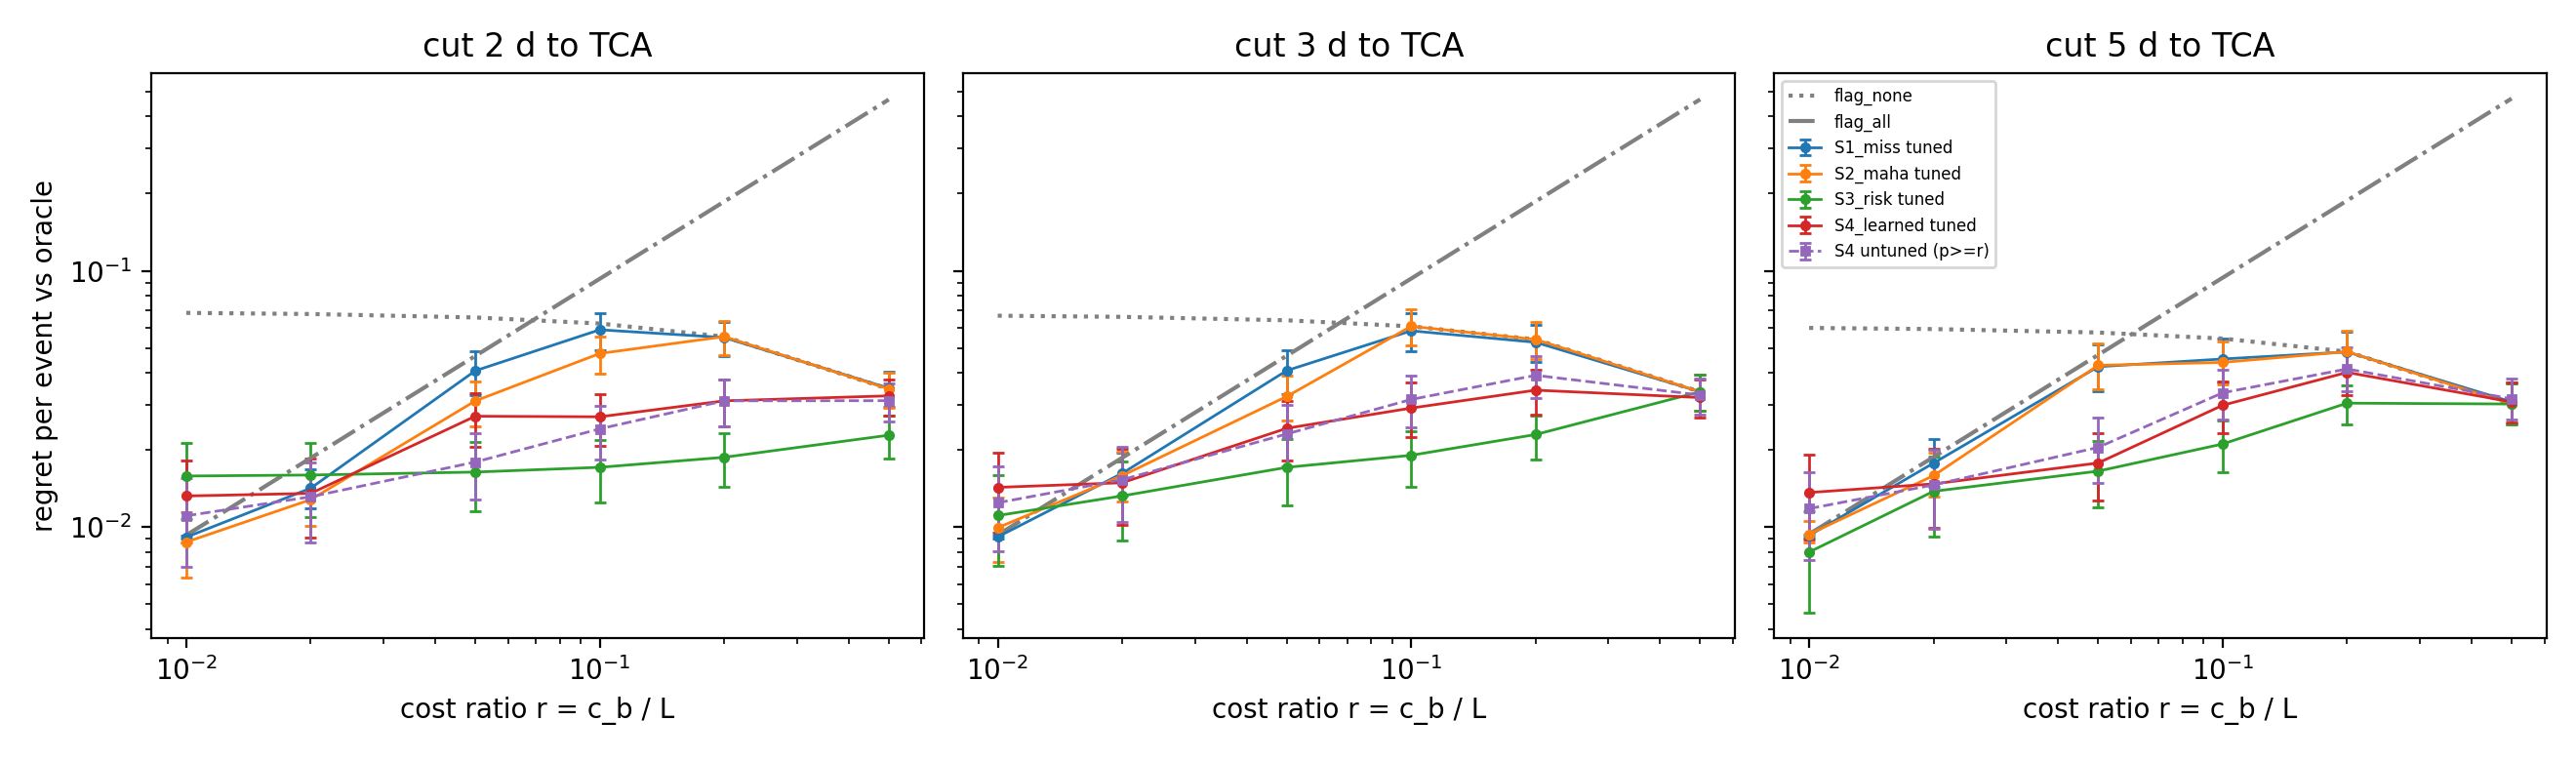 cut 2 d to TCA
cut 3 d to TCA
cut 5 d to TCA
regret per event vs oracle
10⁻¹
10⁻²
flag_none
flag_all
S1_miss tuned
S2_maha tuned
S3_risk tuned
S4_learned tuned
S4 untuned (p>=r)
10⁻²
10⁻¹
10⁻²
10⁻¹
10⁻²
10⁻¹
cost ratio r = c_b / L
cost ratio r = c_b / L
cost ratio r = c_b / L